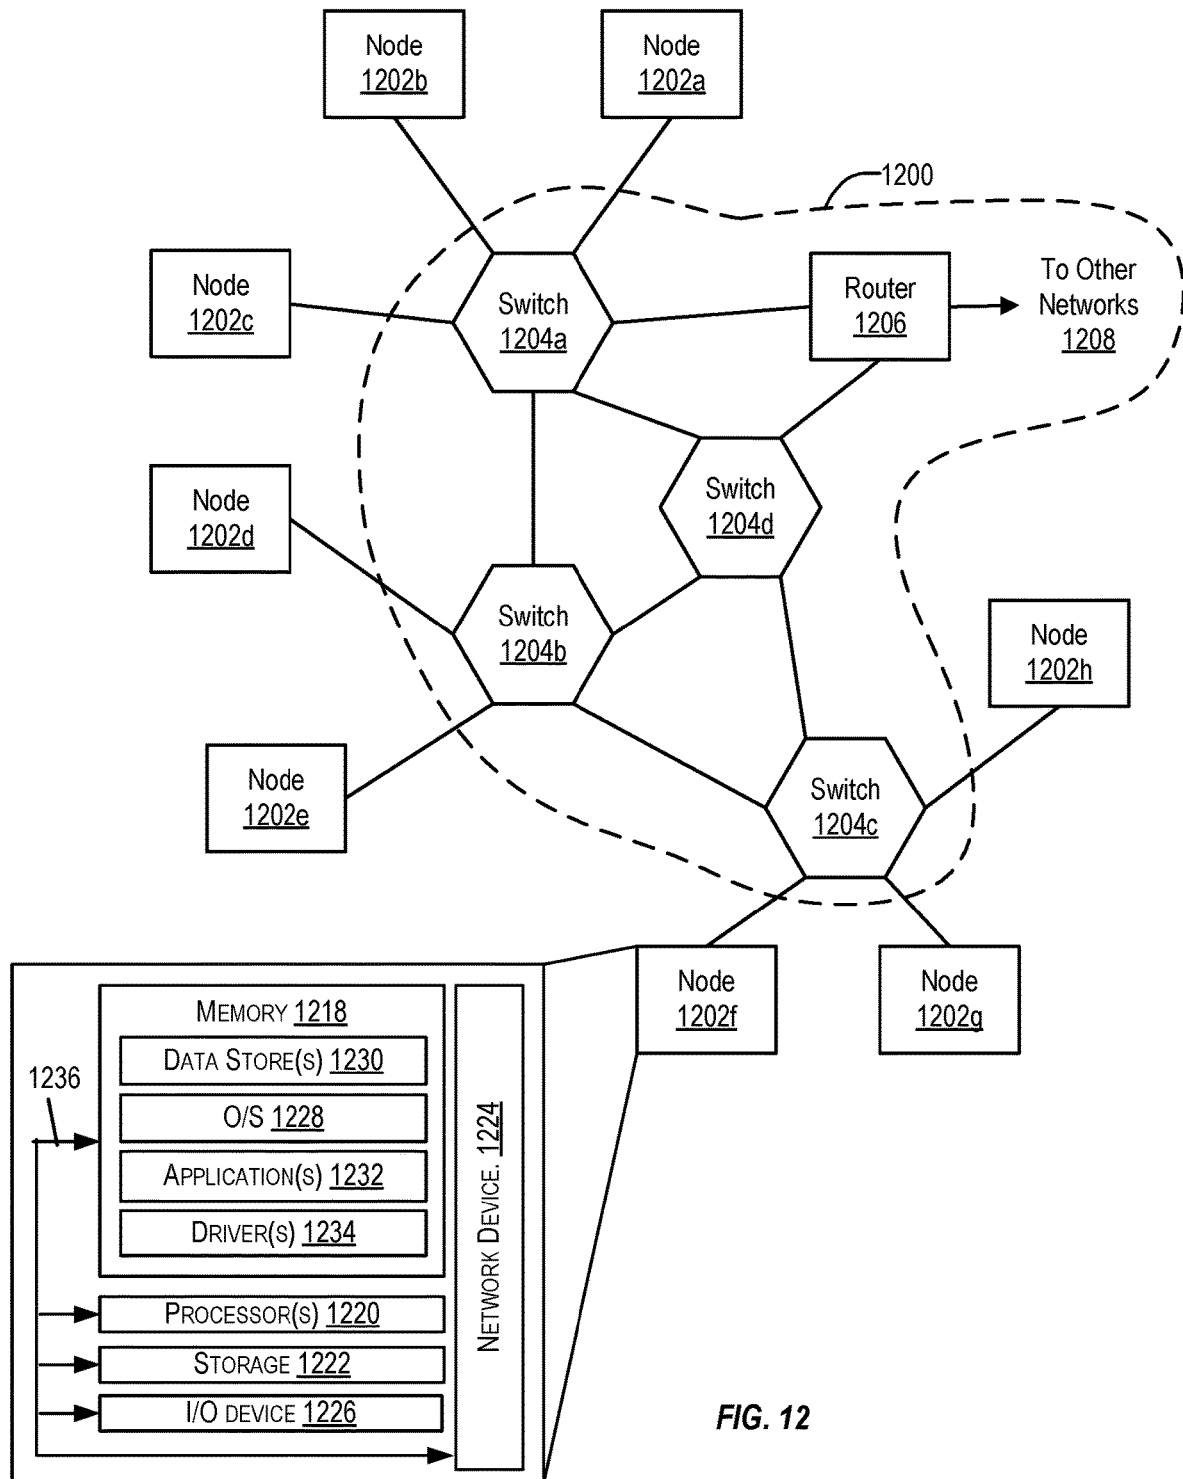 Node
1202b
Node
1202a
1200
Node
1202c
Switch
1204a
Router
1206
To Other
Networks
1208
Node
1202d
Switch
1204d
Switch
1204b
Node
1202h
Node
1202e
Switch
1204c
Node
1202f
Node
1202g
MEMORY 1218
DATA STORE(S) 1230
1236
O/S 1228
APPLICATION(S) 1232
DRIVER(S) 1234
NETWORK DEVICE. 1224
PROCESSOR(S) 1220
STORAGE 1222
I/O DEVICE 1226
FIG. 12